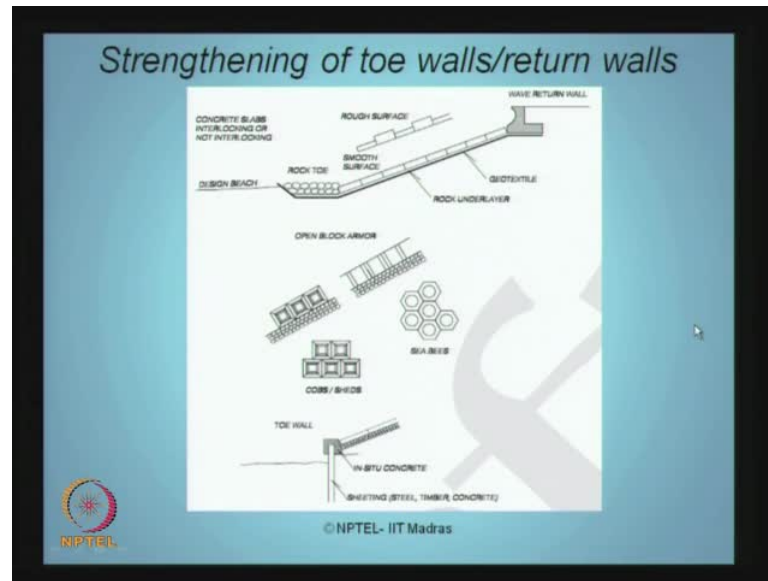 Strengthening of toe walls/return walls
WAVE RETURN WALL
CONCRETE SLABS
INTERLOCKING OR
NOT INTERLOCKING
ROUGH SURFACE
SMOOTH
SURFACE
ROCK TOE
DESIGN BEACH
GEOTEXTILE
ROCK UNDERLAYER
OPEN BLOCK ARMOR
SEA BEES
COBS / SHEDS
TOE WALL
IN-SITU CONCRETE
SHEETING (STEEL, TIMBER, CONCRETE)
NPTEL
© NPTEL- IIT Madras